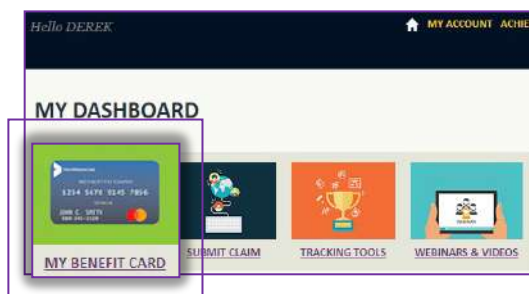 Hello DEREK
MY ACCOUNT ACHIE
MY DASHBOARD
1234 5678 9145 7856
JOHN C. SMITH
MY BENEFIT CARD
SUBMIT CLAIM
TRACKING TOOLS
WEBINARS & VIDEOS